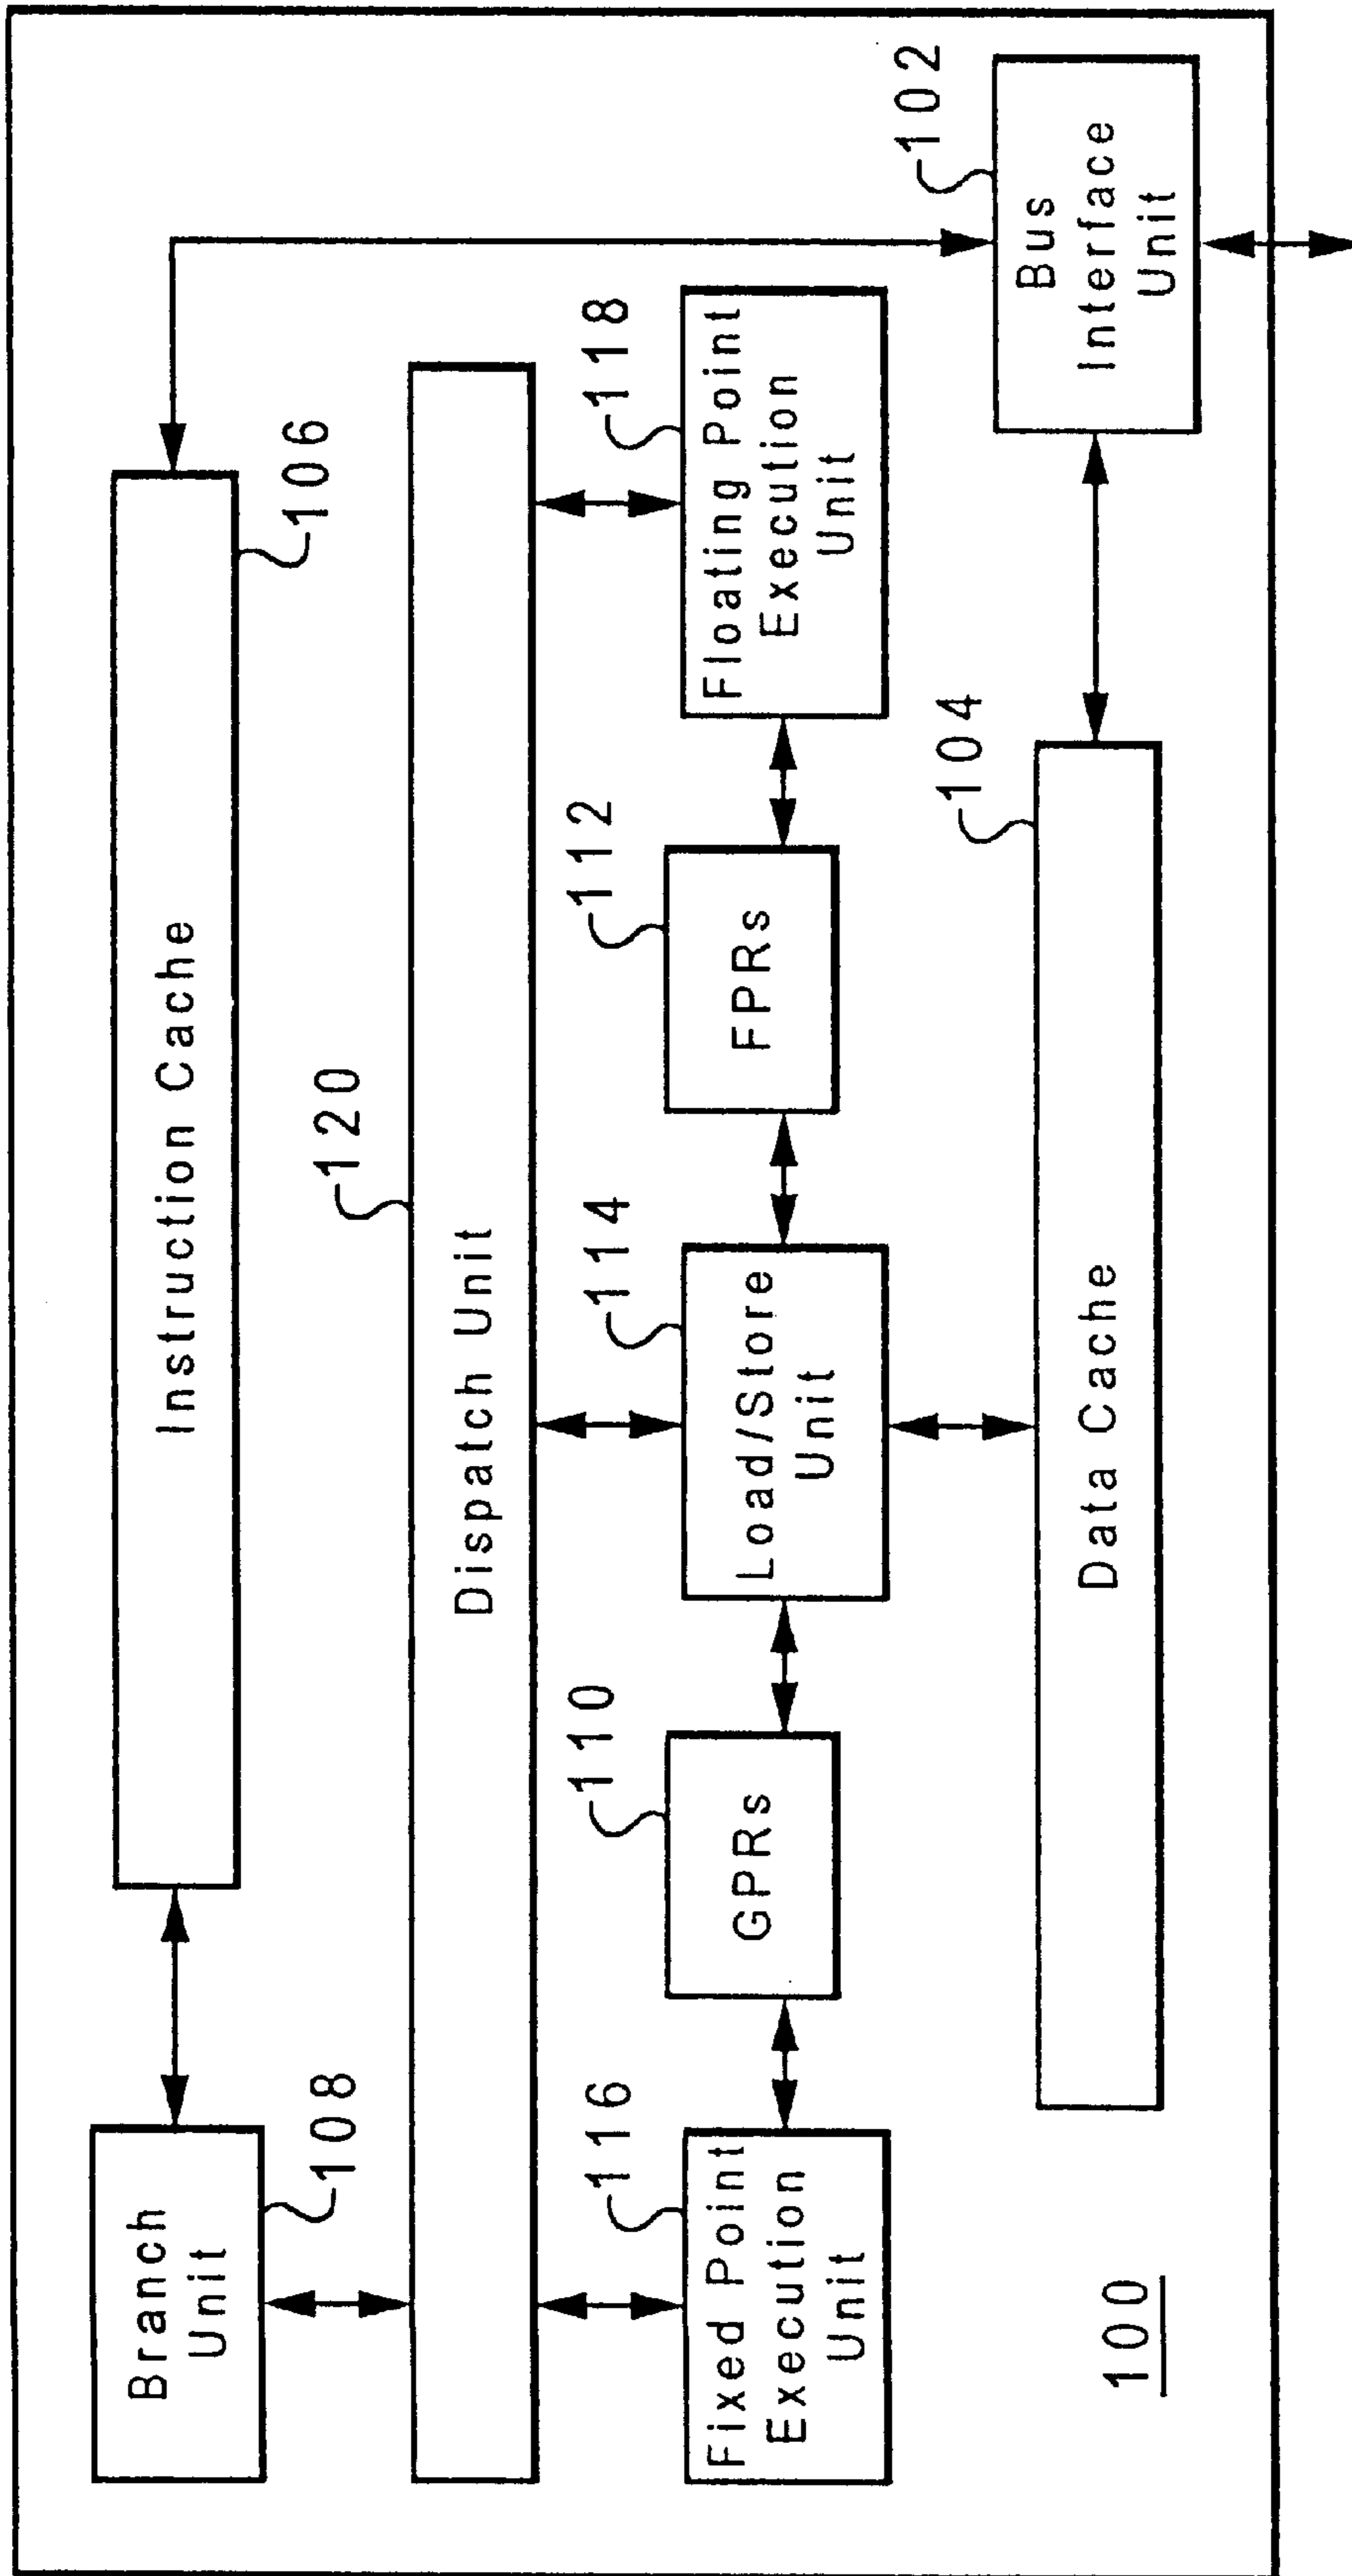 Branch
Unit
108
Instruction Cache
106
Dispatch Unit
120
Fixed Point
Execution
Unit
116
GPRs
110
Load/Store
Unit
114
FPRs
112
Floating Point
Execution
Unit
118
Data Cache
104
Bus
Interface
Unit
102
100